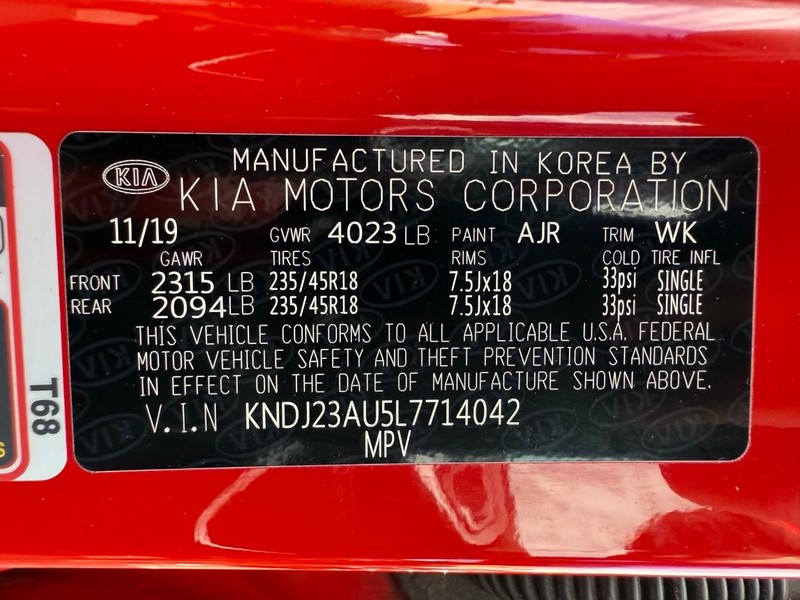 MANUFACTURED IN KOREA BY
KIA KIA MOTORS CORPORATION
11/19 GVWR 4023 LB PAINT AJR TRIM WK
GAWR TIRES RIMS COLD TIRE INFL
FRONT 2315 LB 235/45R18 7.5Jx18 33psi SINGLE
REAR 2094 LB 235/45R18 7.5Jx18 33psi SINGLE
THIS VEHICLE CONFORMS TO ALL APPLICABLE U.S.A. FEDERAL
MOTOR VEHICLE SAFETY AND THEFT PREVENTION STANDARDS
IN EFFECT ON THE DATE OF MANUFACTURE SHOWN ABOVE.
V.I.N KNDJ23AU5L7714042
MPV
T68